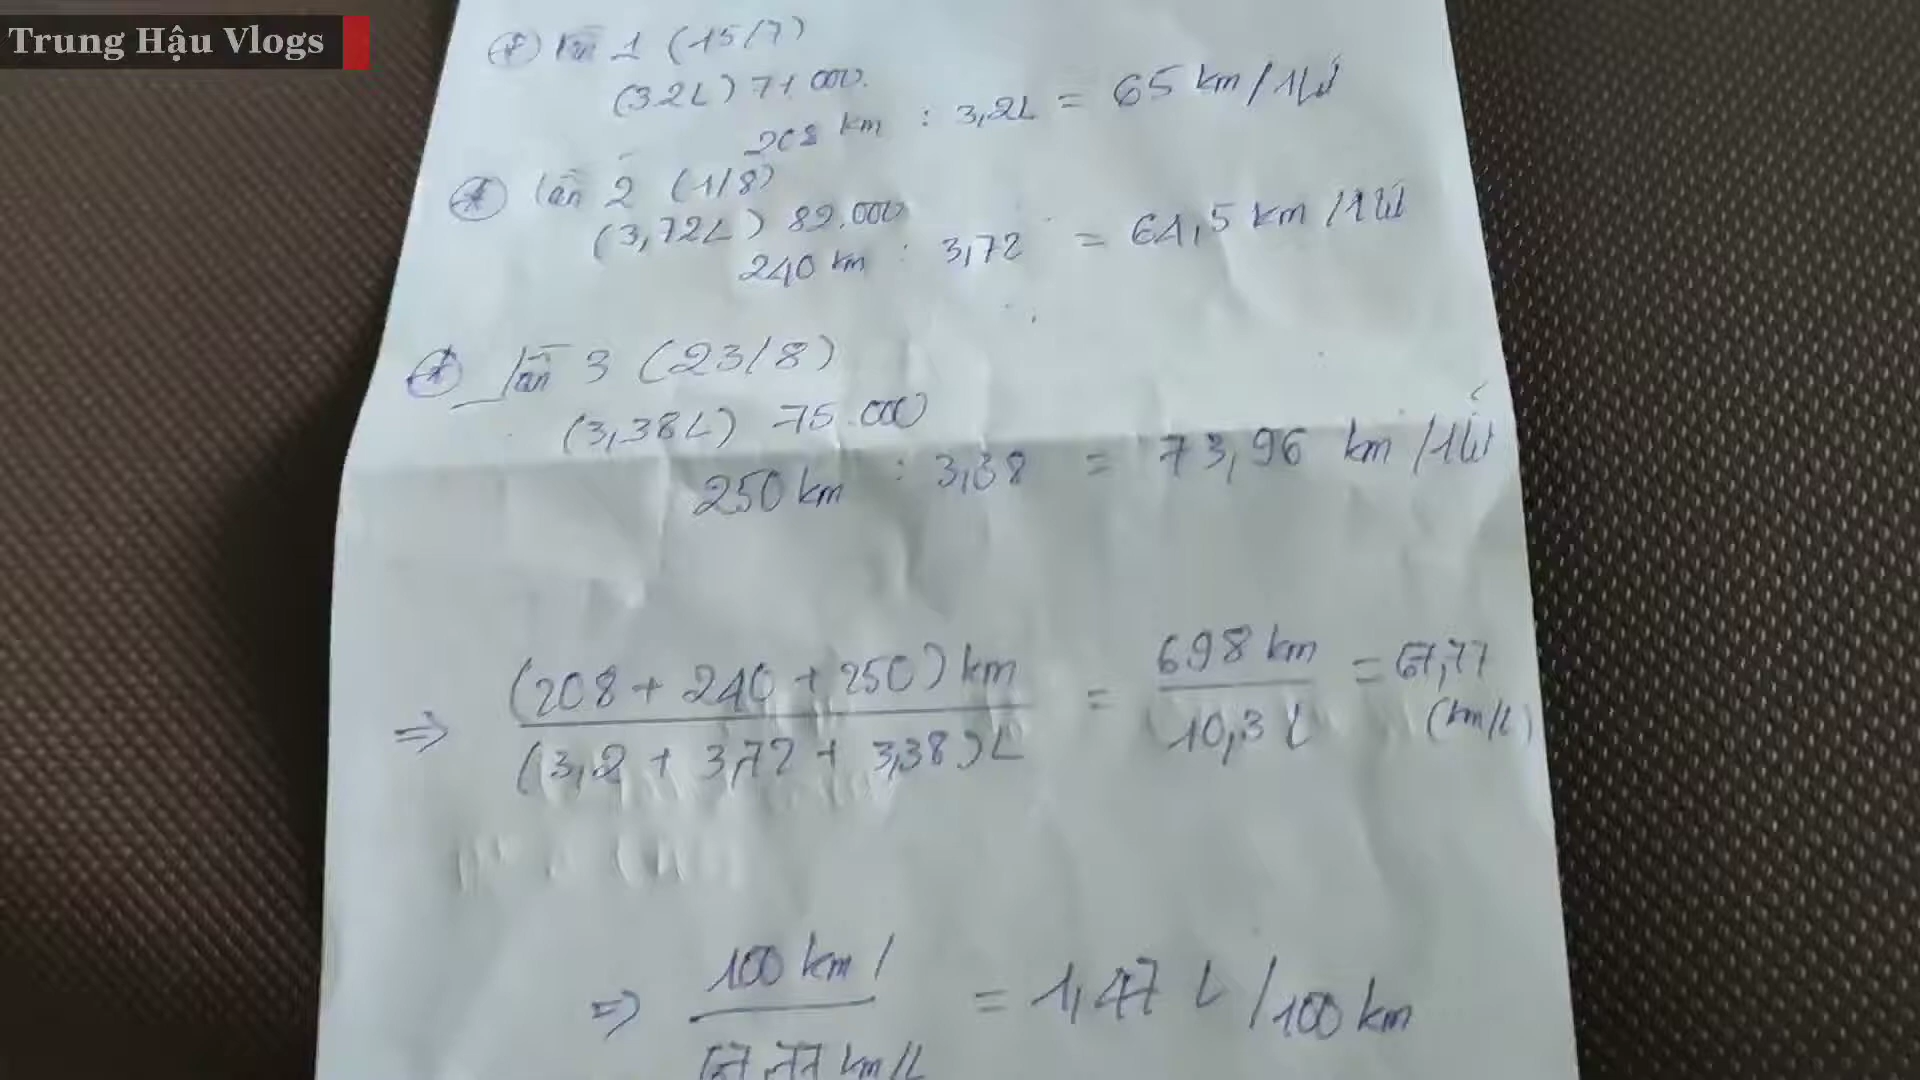 Trung Hậu Vlogs
lần 1 (15/7)
(3,2L) 71.000
208 km : 3,2L = 65 km/1lít
lần 2 (1/8)
(3,72L) 82.000
240 km : 3,72 = 64,5 km/1lít
lần 3 (23/8)
(3,38L) 75.000
250 km : 3,38 = 73,96 km/1lít
=> (208 + 240 + 250) km = 698 km = 67,77
(3,2 + 3,72 + 3,38) L 10,3 L (km/L)
=> 100 km / = 1,47 L/100 km
67,77 km/L